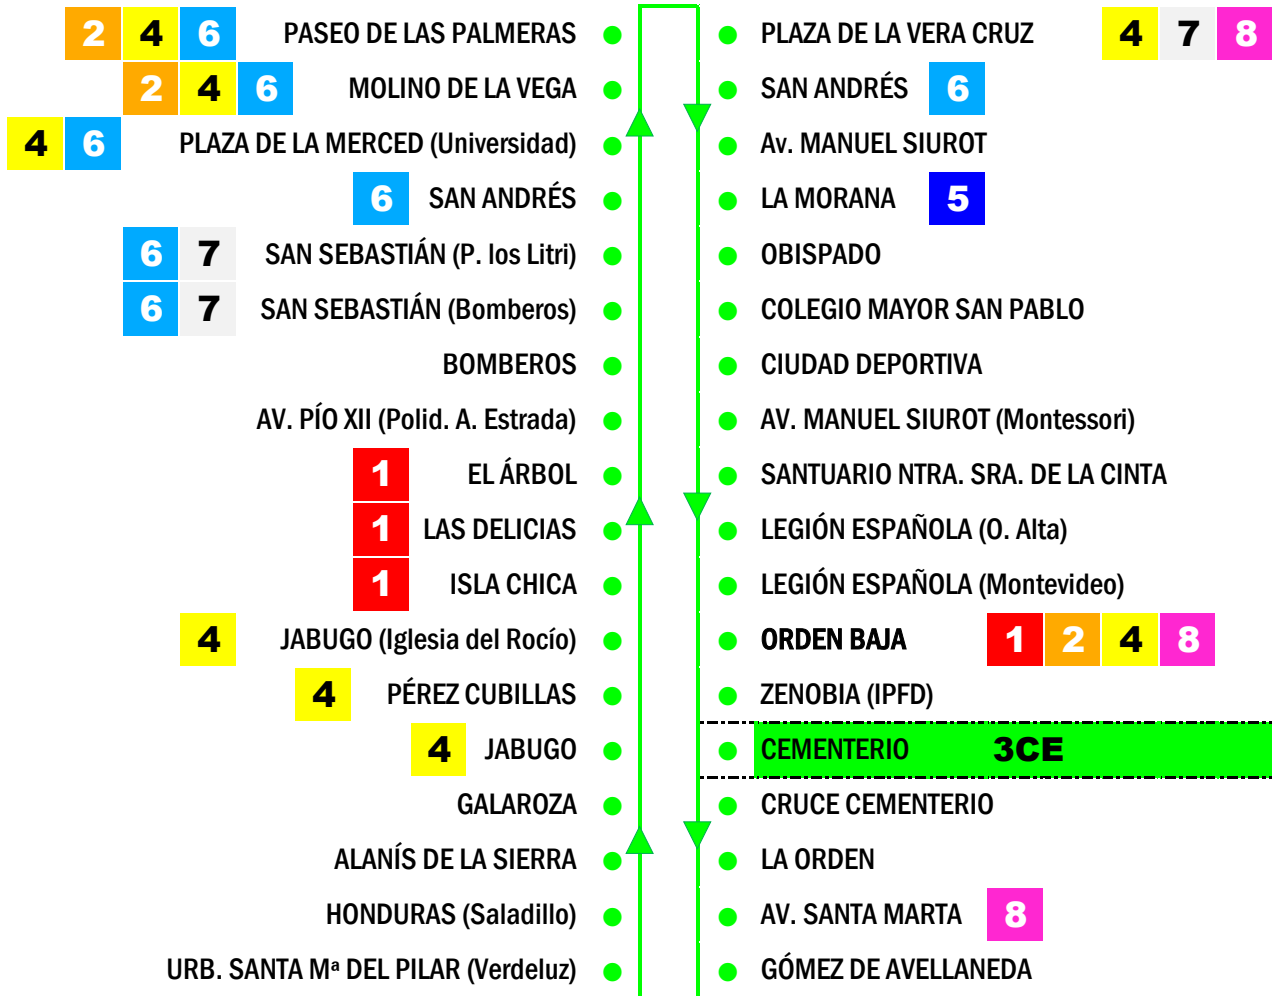 2 4 6 PASEO DE LAS PALMERAS
2 4 6 MOLINO DE LA VEGA
4 6 PLAZA DE LA MERCED (Universidad)
6 SAN ANDRÉS
6 7 SAN SEBASTIÁN (P. los Litri)
6 7 SAN SEBASTIÁN (Bomberos)
BOMBEROS
AV. PÍO XII (Polid. A. Estrada)
1 EL ÁRBOL
1 LAS DELICIAS
1 ISLA CHICA
4 JABUGO (Iglesia del Rocío)
4 PÉREZ CUBILLAS
4 JABUGO
GALAROZA
ALANÍS DE LA SIERRA
HONDURAS (Saladillo)
URB. SANTA Mª DEL PILAR (Verdeluz)
PLAZA DE LA VERA CRUZ 4 7 8
SAN ANDRÉS 6
Av. MANUEL SIUROT
LA MORANA 5
OBISPADO
COLEGIO MAYOR SAN PABLO
CIUDAD DEPORTIVA
AV. MANUEL SIUROT (Montessori)
SANTUARIO NTRA. SRA. DE LA CINTA
LEGIÓN ESPAÑOLA (O. Alta)
LEGIÓN ESPAÑOLA (Montevideo)
ORDEN BAJA 1 2 4 8
ZENOBIA (IPFD)
CEMENTERIO 3CE
CRUCE CEMENTERIO
LA ORDEN
AV. SANTA MARTA 8
GÓMEZ DE AVELLANEDA